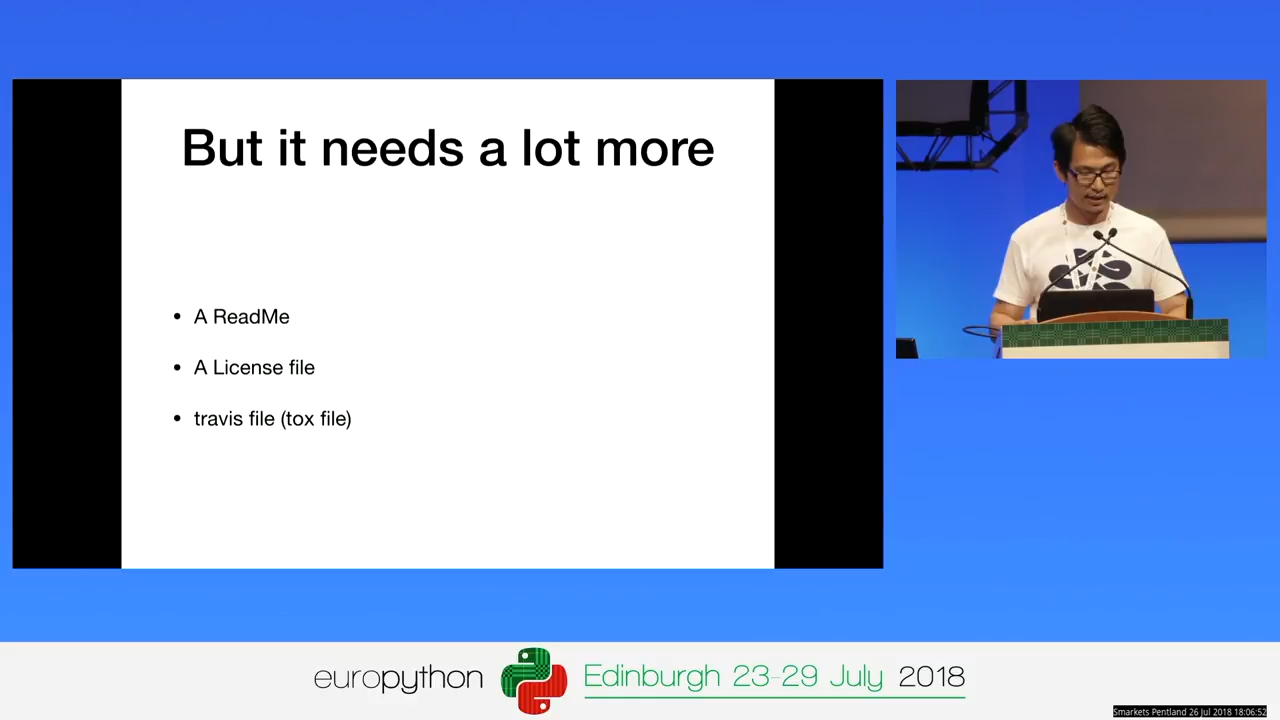 But it needs a lot more
• A ReadMe
• A License file
• travis file (tox file)
europython
Edinburgh 23-29 July 2018
Smarkets Pentland 26 Jul 2018 18:06:52